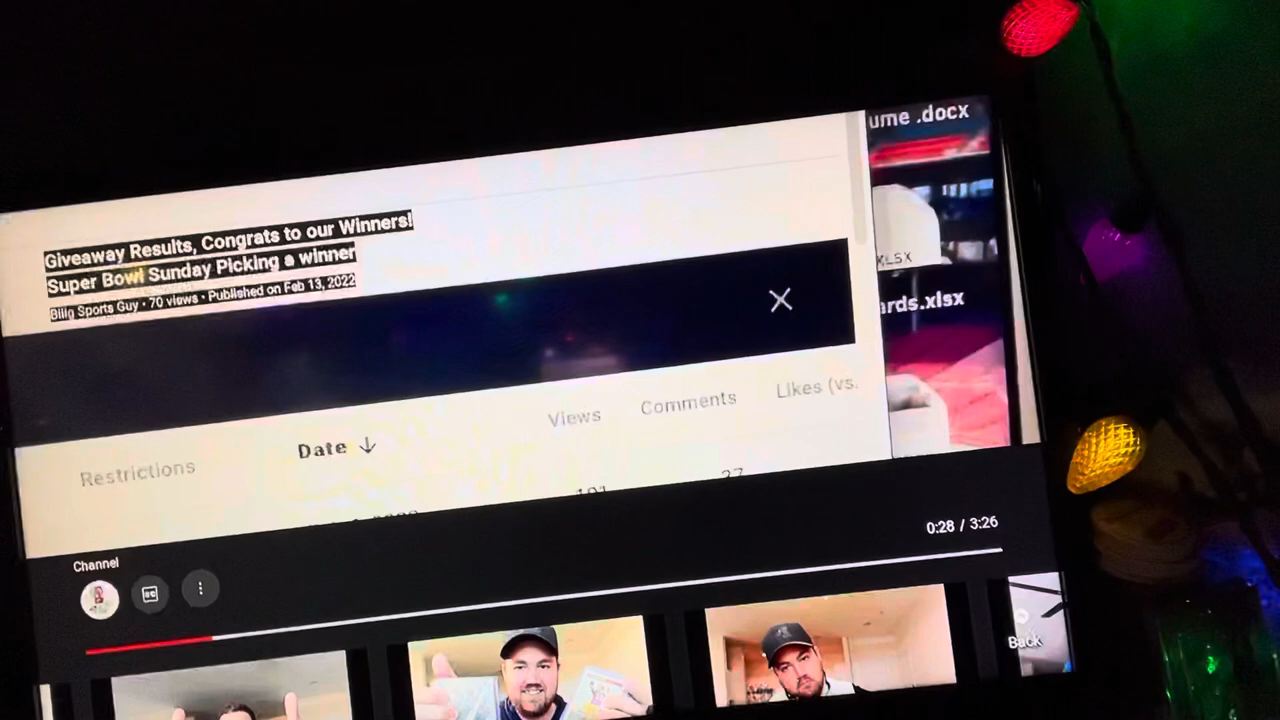 ume .docx
Giveaway Results, Congrats to our Winners!
Super Bowl Sunday Picking a winner
Billg Sports Guy • 70 views • Published on Feb 13, 2022
XLSX
ards.xlsx
Restrictions Date ↓ Views Comments Likes (vs.
0:28 / 3:26
Channel
Back